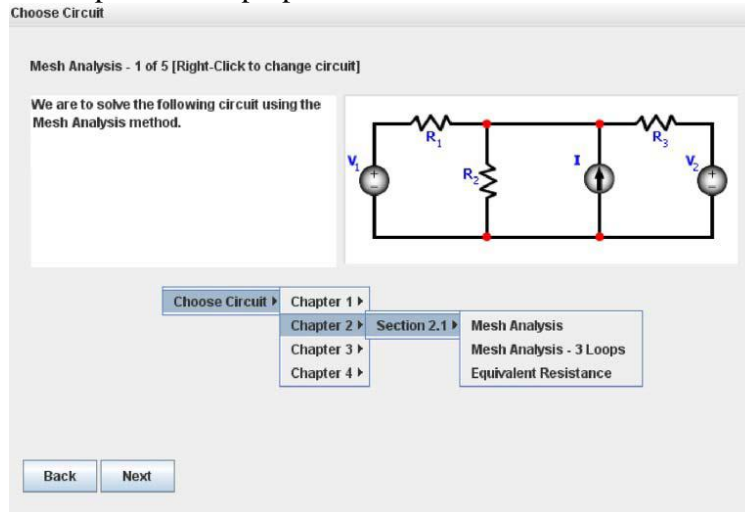 Choose Circuit
Mesh Analysis - 1 of 5 [Right-Click to change circuit]
We are to solve the following circuit using the
Mesh Analysis method.
R1
R2
R3
V1
I
V2
Choose Circuit
Chapter 1
Chapter 2
Section 2.1
Mesh Analysis
Chapter 3
Mesh Analysis - 3 Loops
Chapter 4
Equivalent Resistance
Back
Next